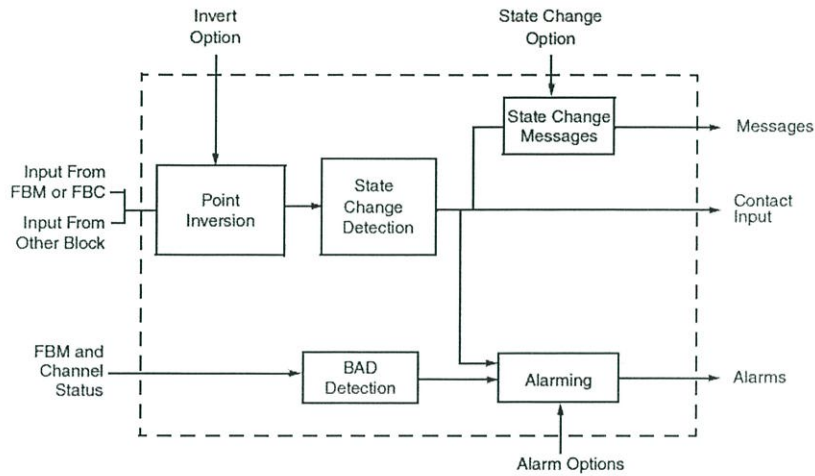 Invert
Option
State Change
Option
State Change
Messages
Messages
Input From
FBM or FBC
Input From
Other Block
Point
Inversion
State
Change
Detection
Contact
Input
FBM and
Channel
Status
BAD
Detection
Alarming
Alarms
Alarm Options